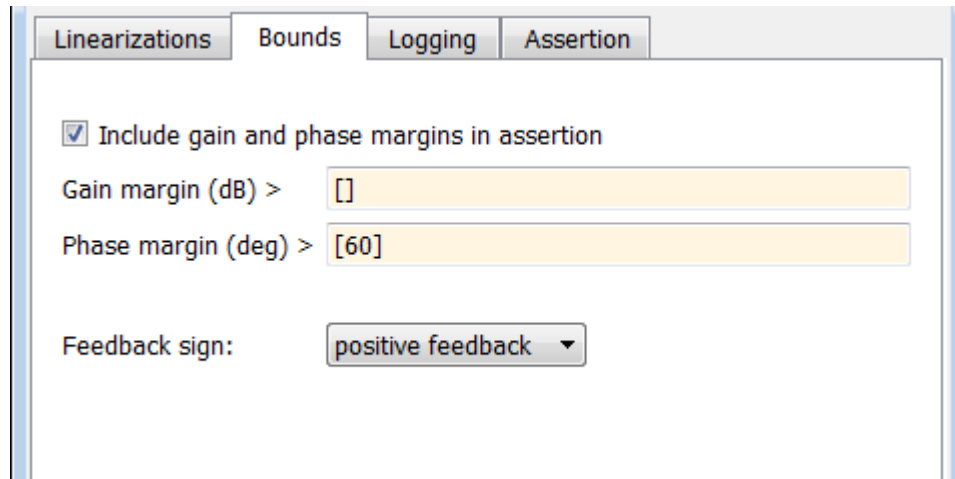 Linearizations Bounds Logging Assertion
Include gain and phase margins in assertion
Gain margin (dB) > []
Phase margin (deg) > [60]
Feedback sign: positive feedback